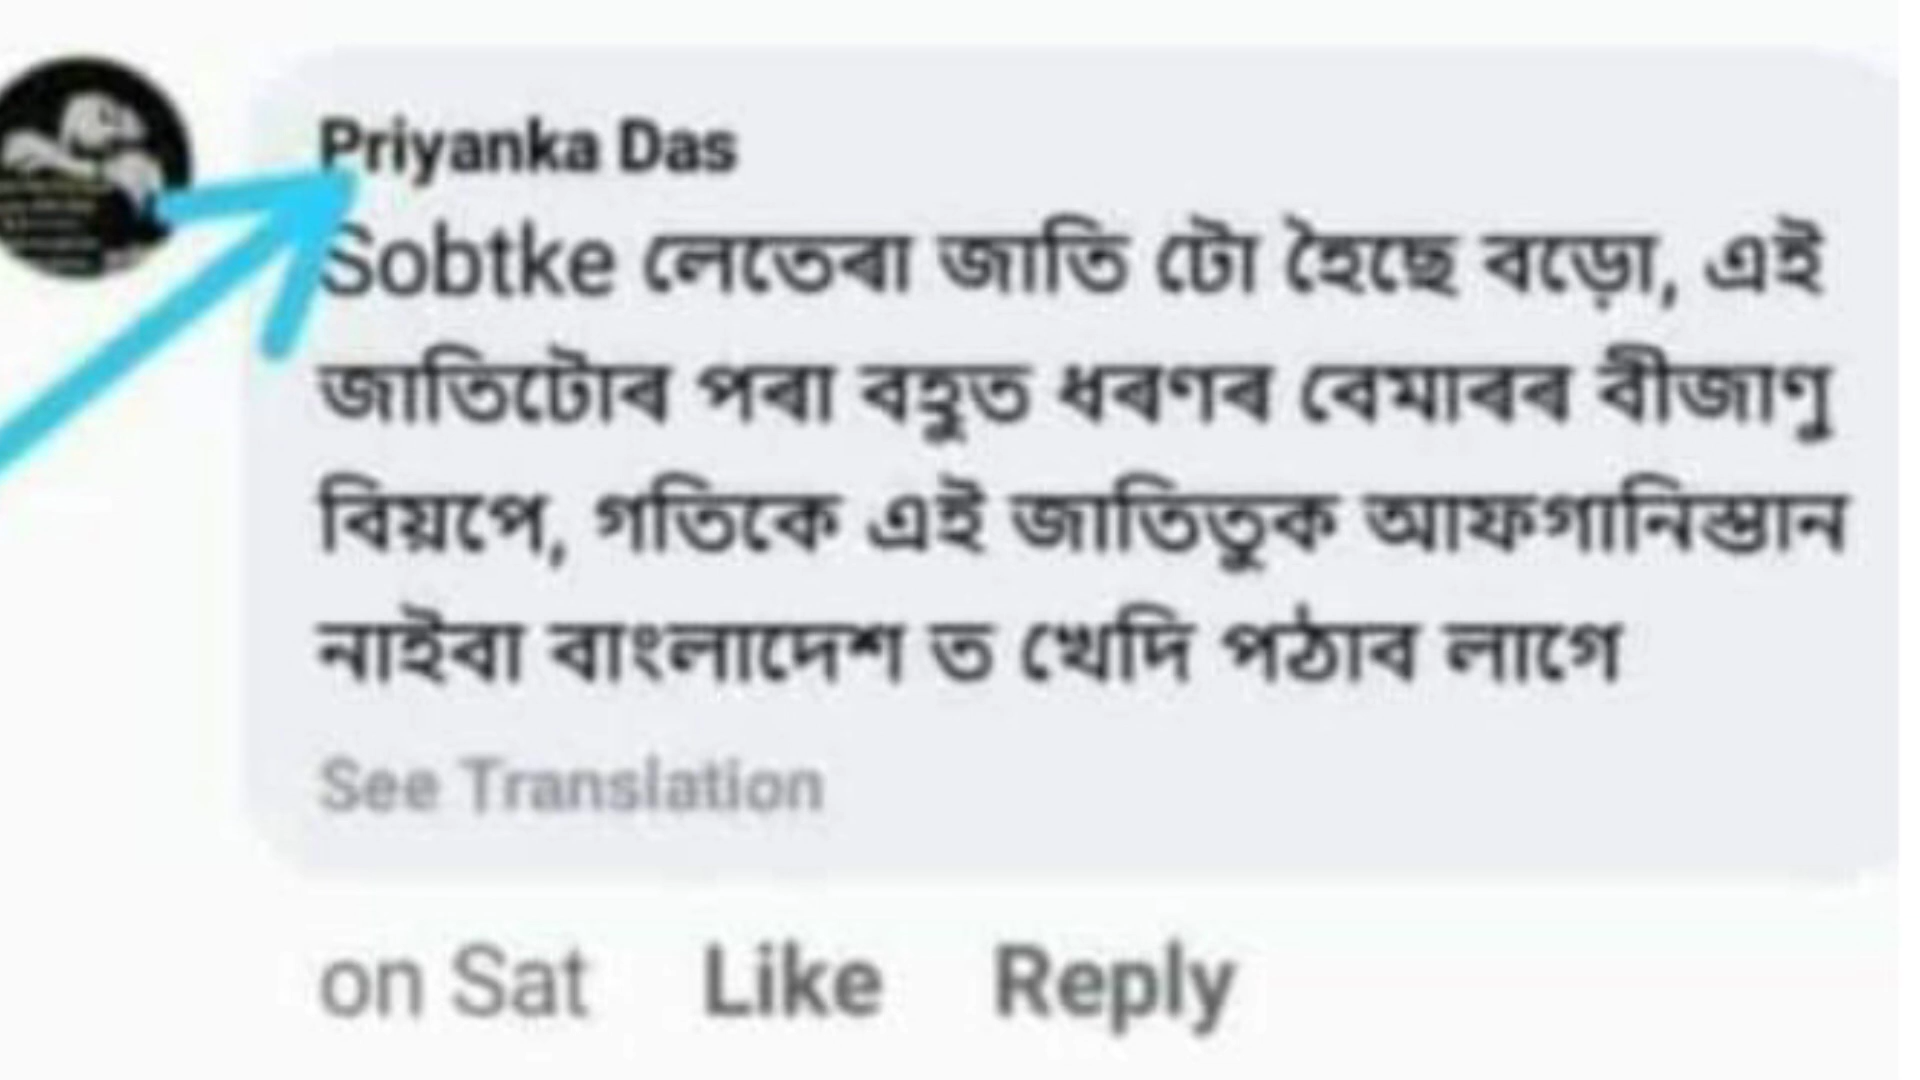 Priyanka Das
Sobtke লেতেৰা জাতি টো হৈছে বড়ো, এই
জাতিটোৰ পৰা বহুত ধৰণৰ বেমাৰৰ বীজাণু
বিয়পে, গতিকে এই জাতিতুক আফগানিস্তান
নাইবা বাংলাদেশ ত খেদি পঠাব লাগে
See Translation
on Sat Like Reply